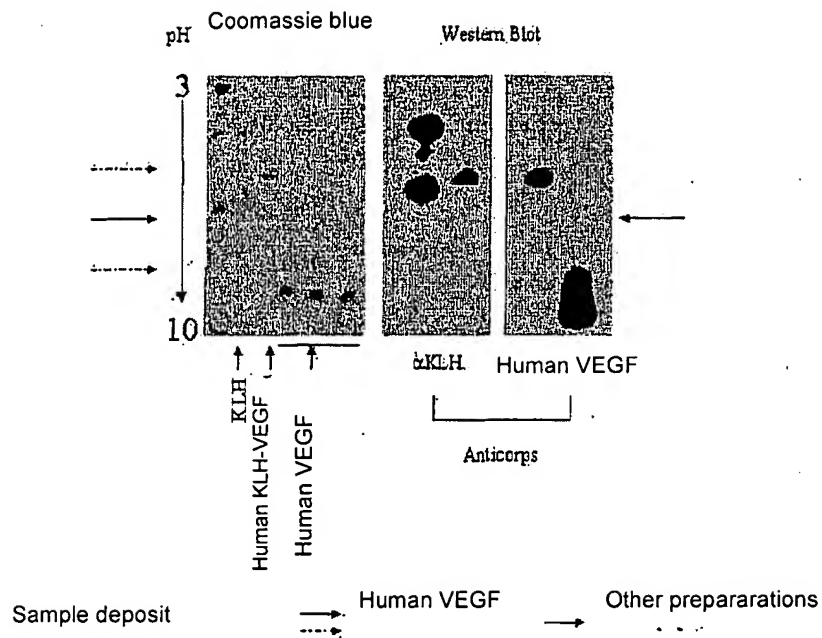 Coomassie blue
pH
Western Blot
3
10
KLH
Human KLH-VEGF
Human VEGF
αKLH
Human VEGF
Anticorps
Sample deposit
Human VEGF
Other prepararations